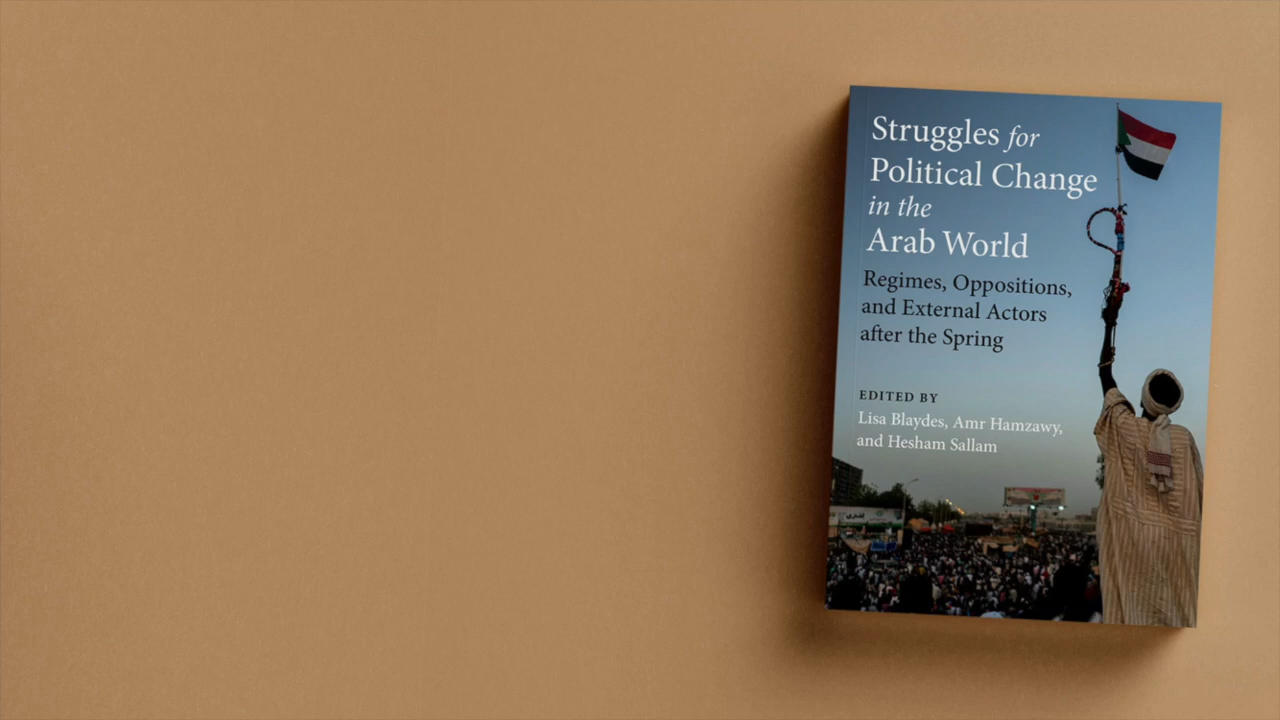 Struggles for
Political Change
in the
Arab World
Regimes, Oppositions,
and External Actors
after the Spring
EDITED BY
Lisa Blaydes, Amr Hamzawy,
and Hesham Sallam